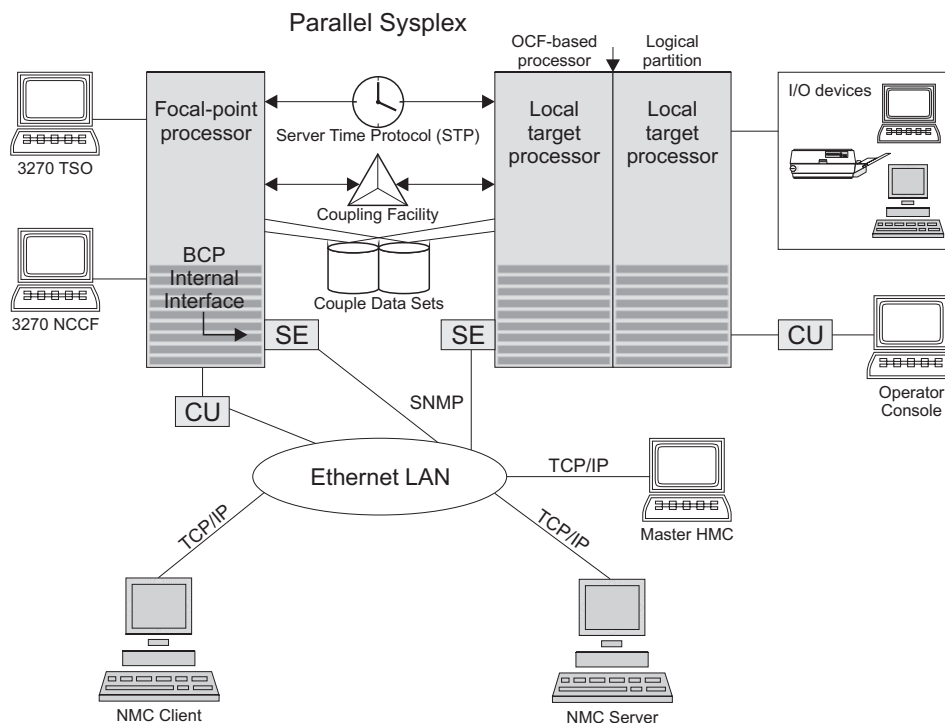 Parallel Sysplex
OCF-based
processor
Logical
partition
3270 TSO
Focal-point
processor
Server Time Protocol (STP)
Local
target
processor
Local
target
processor
I/O devices
Coupling Facility
3270 NCCF
BCP
Internal
Interface
Couple Data Sets
SE
SE
CU
Operator
Console
CU
SNMP
Ethernet LAN
TCP/IP
Master HMC
TCP/IP
TCP/IP
NMC Client
NMC Server